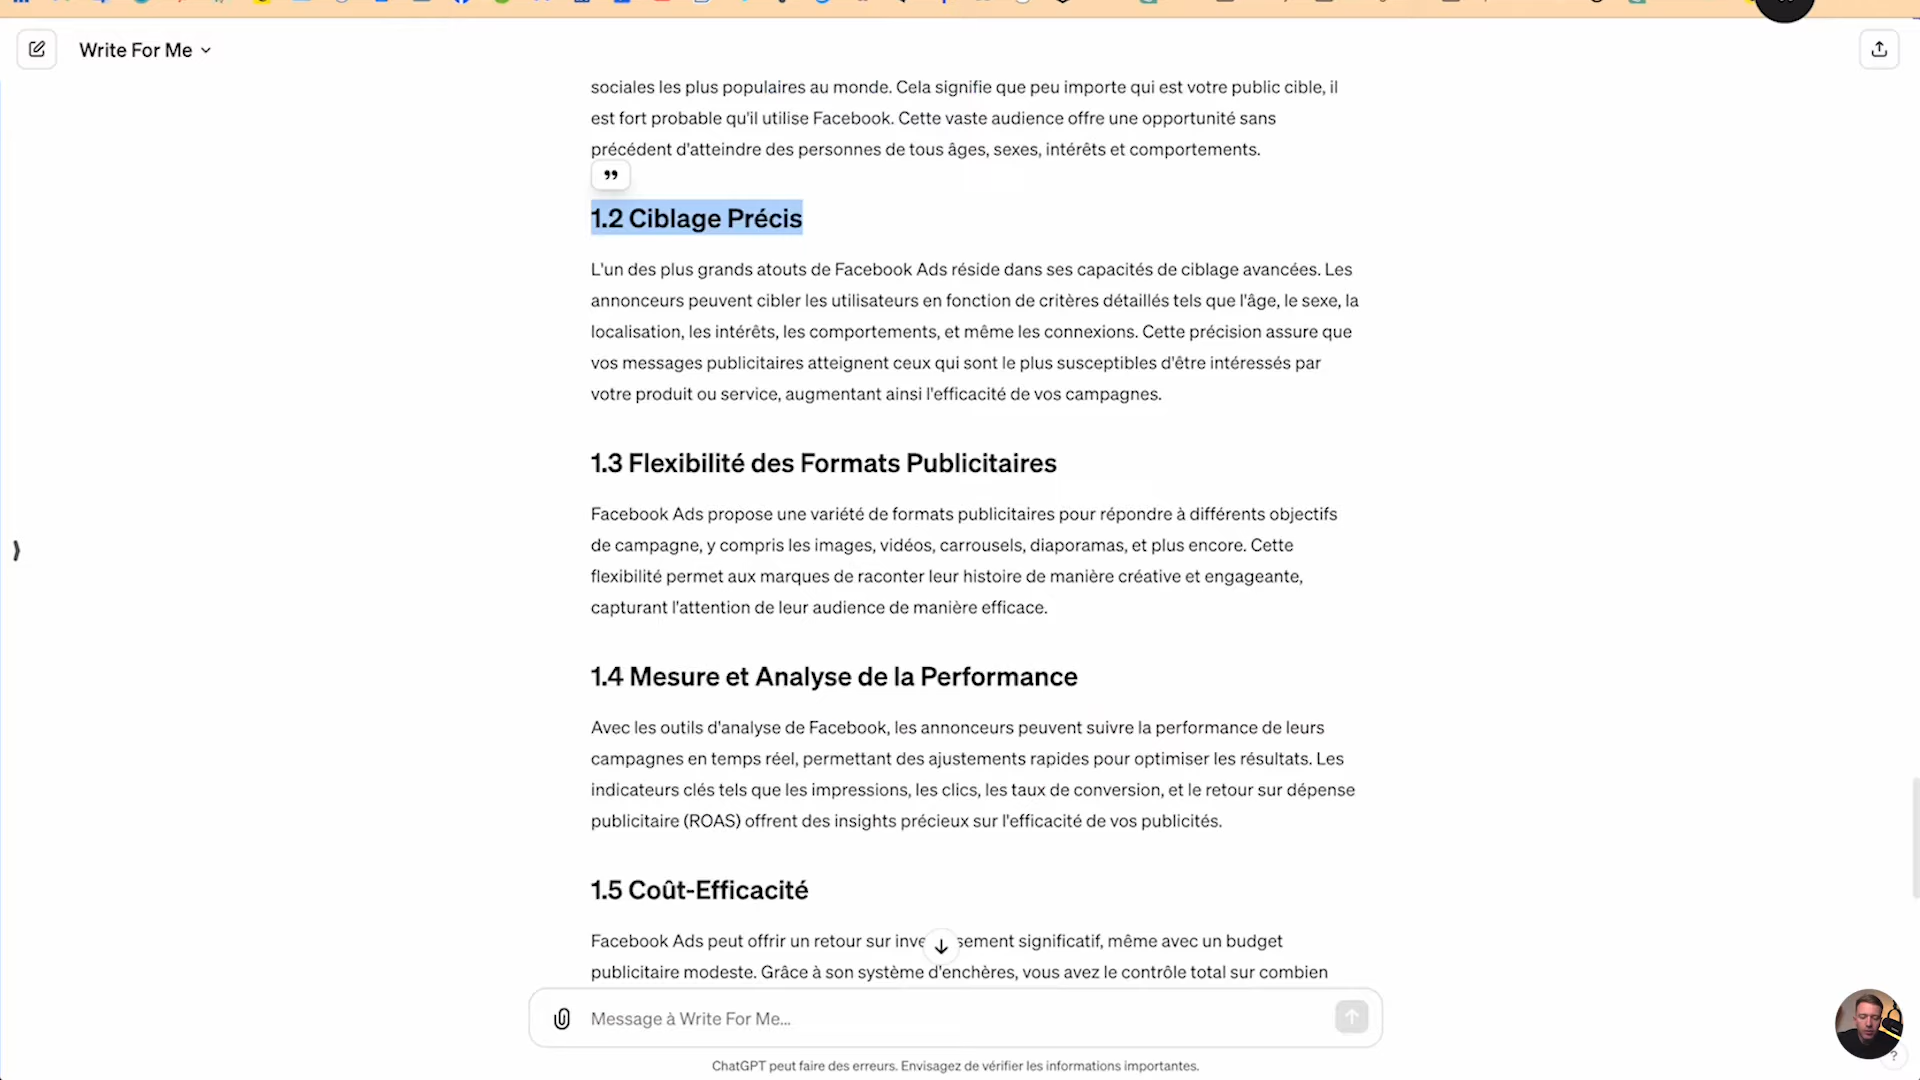 Write For Me
sociales les plus populaires au monde. Cela signifie que peu importe qui est votre public cible, il
est fort probable qu'il utilise Facebook. Cette vaste audience offre une opportunité sans
précédent d'atteindre des personnes de tous âges, sexes, intérêts et comportements.
1.2 Ciblage Précis
L'un des plus grands atouts de Facebook Ads réside dans ses capacités de ciblage avancées. Les
annonceurs peuvent cibler les utilisateurs en fonction de critères détaillés tels que l'âge, le sexe, la
localisation, les intérêts, les comportements, et même les connexions. Cette précision assure que
vos messages publicitaires atteignent ceux qui sont le plus susceptibles d'être intéressés par
votre produit ou service, augmentant ainsi l'efficacité de vos campagnes.
1.3 Flexibilité des Formats Publicitaires
Facebook Ads propose une variété de formats publicitaires pour répondre à différents objectifs
de campagne, y compris les images, vidéos, carrousels, diaporamas, et plus encore. Cette
flexibilité permet aux marques de raconter leur histoire de manière créative et engageante,
capturant l'attention de leur audience de manière efficace.
1.4 Mesure et Analyse de la Performance
Avec les outils d'analyse de Facebook, les annonceurs peuvent suivre la performance de leurs
campagnes en temps réel, permettant des ajustements rapides pour optimiser les résultats. Les
indicateurs clés tels que les impressions, les clics, les taux de conversion, et le retour sur dépense
publicitaire (ROAS) offrent des insights précieux sur l'efficacité de vos publicités.
1.5 Coût-Efficacité
Facebook Ads peut offrir un retour sur inve sement significatif, même avec un budget
publicitaire modeste. Grâce à son système d'enchères, vous avez le contrôle total sur combien
Message à Write For Me...
ChatGPT peut faire des erreurs. Envisagez de vérifier les informations importantes.
?